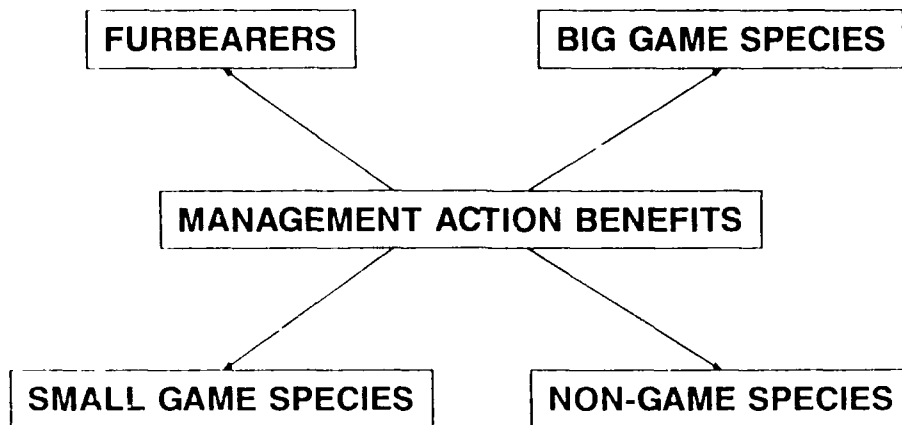 FURBEARERS
BIG GAME SPECIES
MANAGEMENT ACTION BENEFITS
SMALL GAME SPECIES
NON-GAME SPECIES